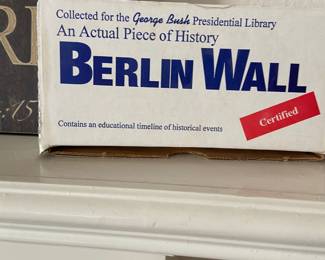 Collected for the George Bush Presidential Library
An Actual Piece of History
BERLIN WALL
Certified
Contains an educational timeline of historical events